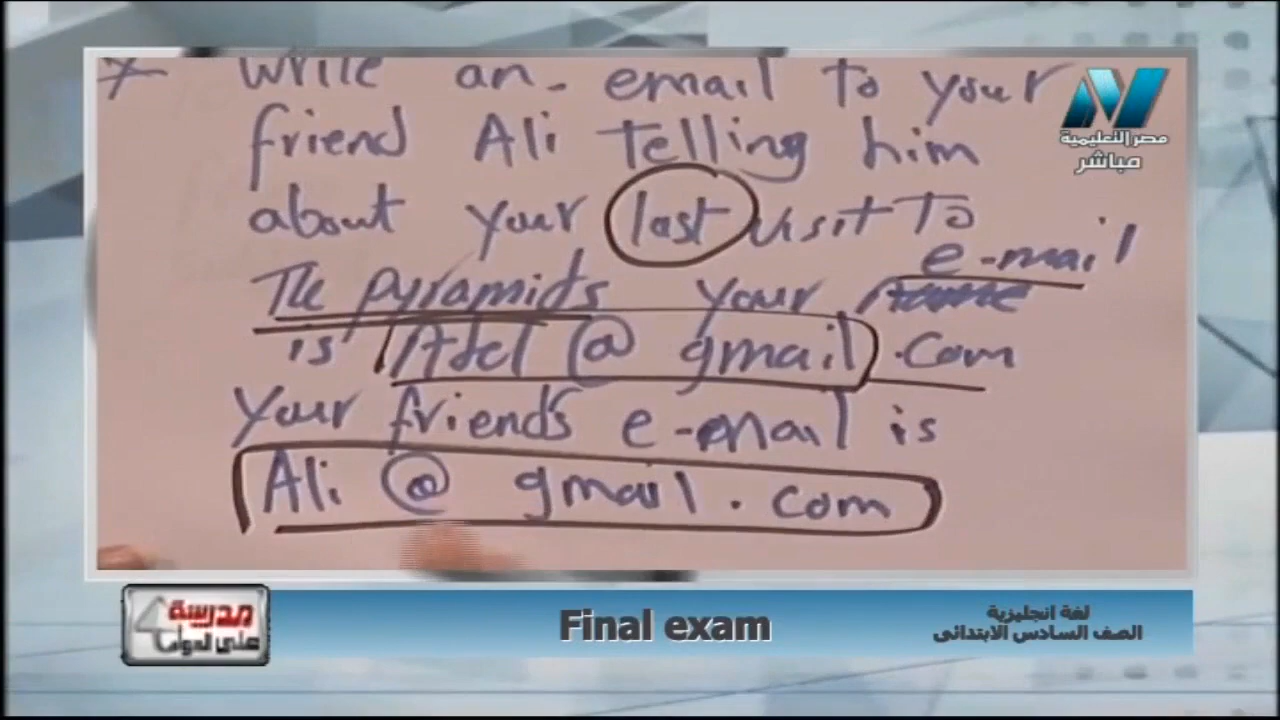 Write an email to your
friend Ali telling him
about your last visit to
The pyramids your e-mail
is Adel @ gmail .com
Your friend's e-mail is
Ali @ gmail . com
مصر التعليمية
مباشر
مدرسة
على الهواء
Final exam
لغة انجليزية
الصف السادس الابتدائى